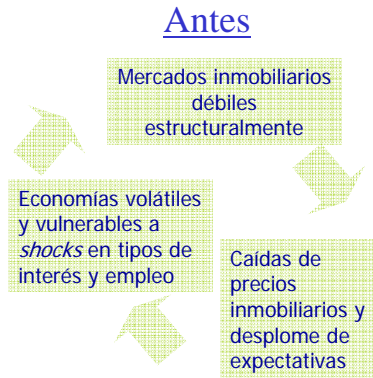 Antes
Mercados inmobiliarios
débiles
estructuralmente
Economías volátiles
y vulnerables a
shocks en tipos de
interés y empleo
Caídas de
precios
inmobiliarios y
desplome de
expectativas